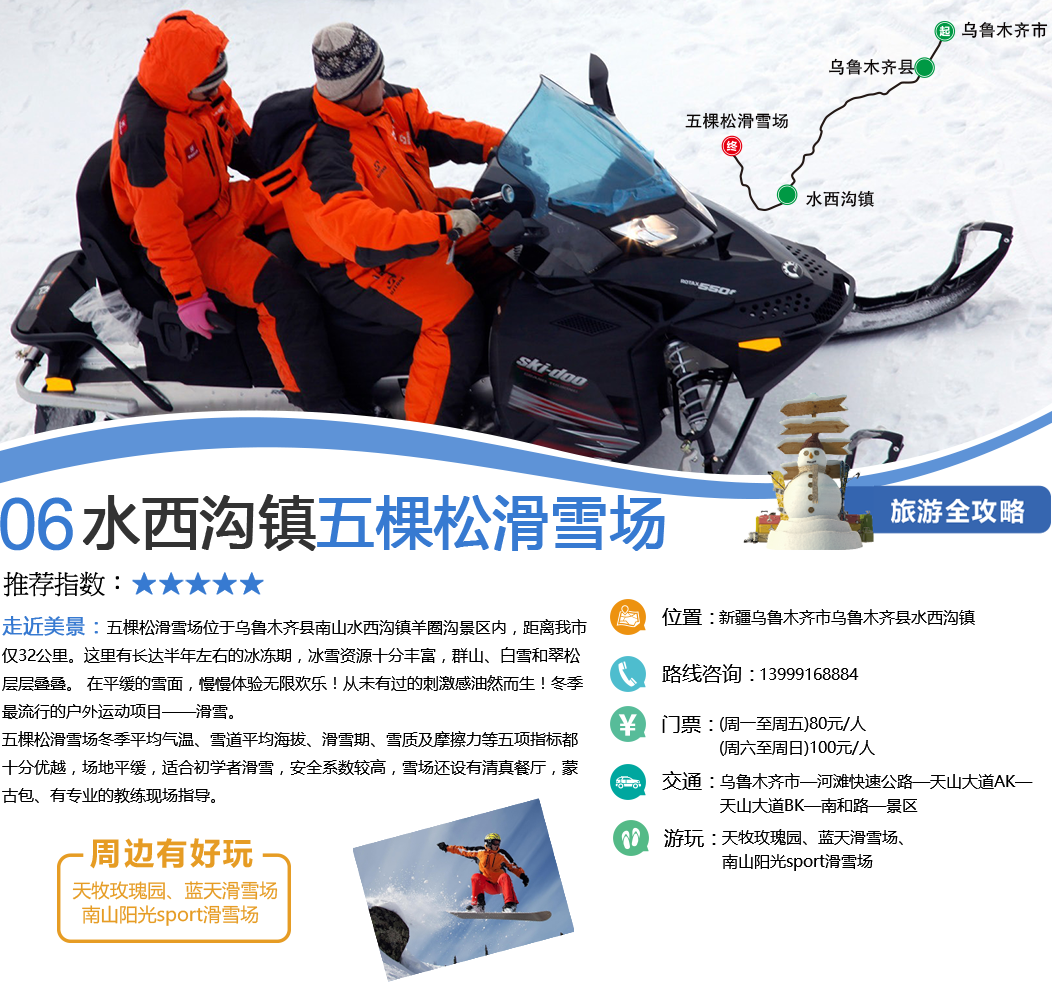 起 乌鲁木齐市
乌鲁木齐县
五棵松滑雪场
终
水西沟镇
ROTAX 550F
ski-doo
旅游全攻略
06 水西沟镇五棵松滑雪场
推荐指数：★★★★★
走近美景：五棵松滑雪场位于乌鲁木齐县南山水西沟镇羊圈沟景区内，距离我市
仅32公里。这里有长达半年左右的冰冻期，冰雪资源十分丰富，群山、白雪和翠松
层层叠叠。 在平缓的雪面，慢慢体验无限欢乐！从未有过的刺激感油然而生！冬季
最流行的户外运动项目——滑雪。
五棵松滑雪场冬季平均气温、雪道平均海拔、滑雪期、雪质及摩擦力等五项指标都
十分优越，场地平缓，适合初学者滑雪，安全系数较高，雪场还设有清真餐厅，蒙
古包、有专业的教练现场指导。
周边有好玩
天牧玫瑰园、蓝天滑雪场
南山阳光sport滑雪场
位置：新疆乌鲁木齐市乌鲁木齐县水西沟镇
路线咨询：13999168884
¥ 门票：(周一至周五)80元/人
(周六至周日)100元/人
交通：乌鲁木齐市—河滩快速公路—天山大道AK—
天山大道BK—南和路—景区
游玩：天牧玫瑰园、蓝天滑雪场、
南山阳光sport滑雪场